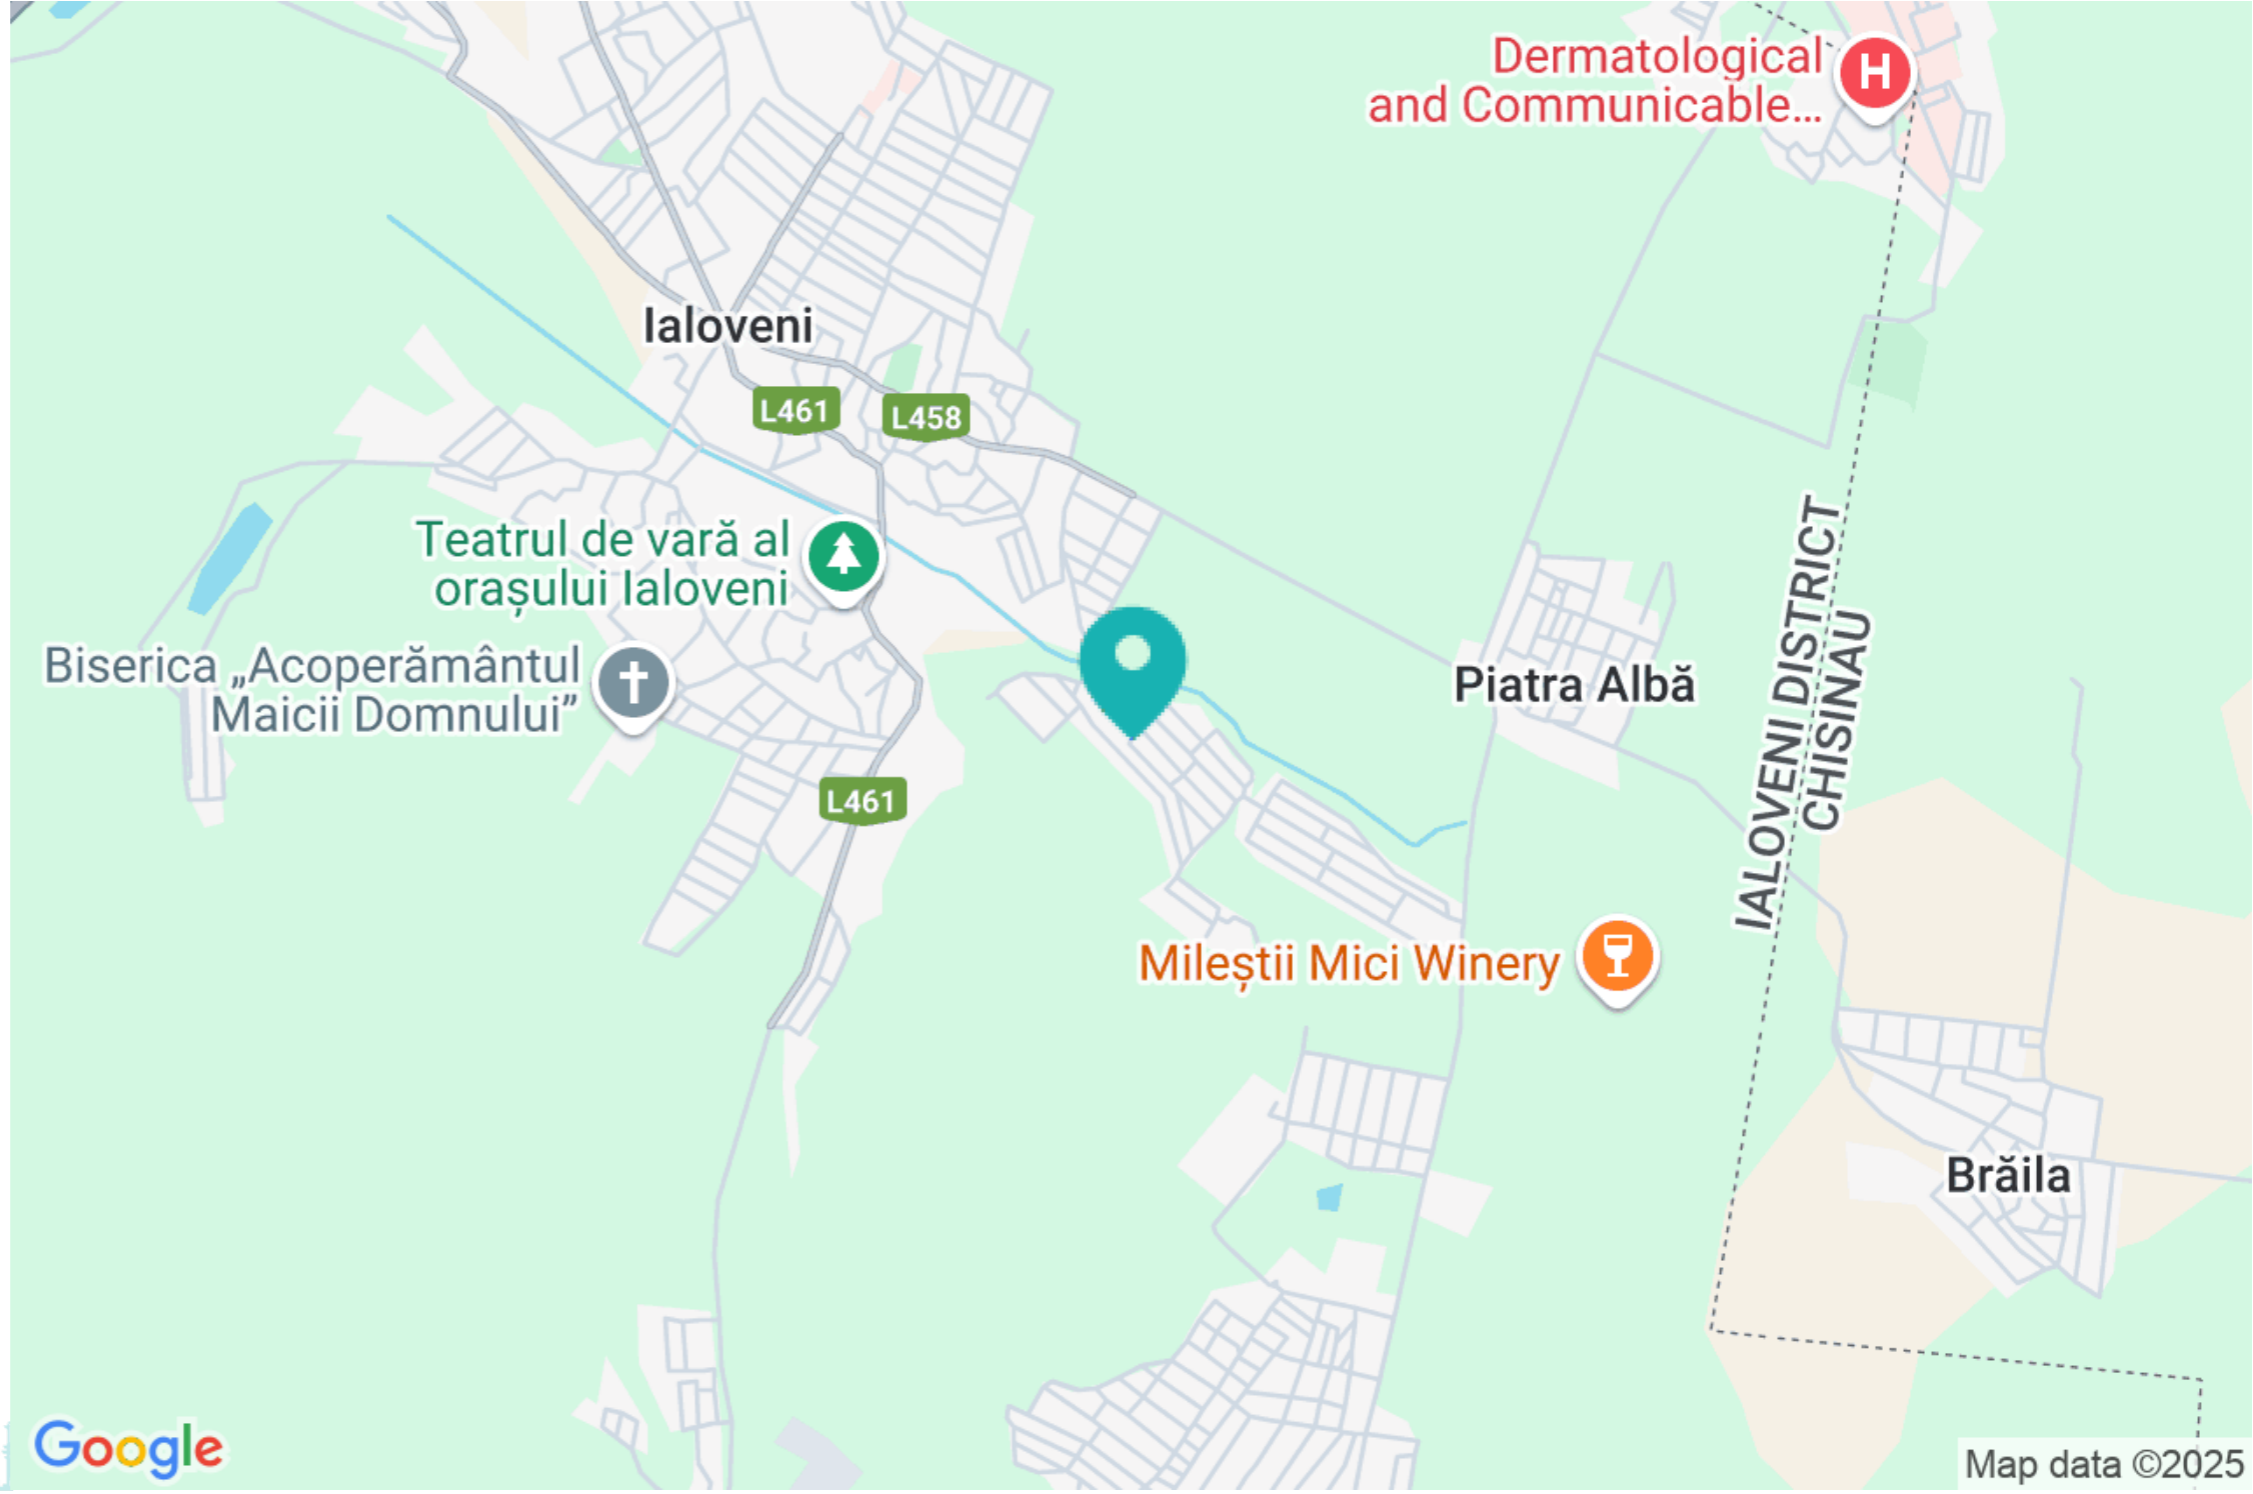 Dermatological
and Communicable...
H
Ialoveni
L461
L458
Teatrul de vară al
orașului Ialoveni
Biserica „Acoperământul
Maicii Domnului”
Piatra Albă
IALOVENI DISTRICT
CHISINAU
L461
Mileștii Mici Winery
Brăila
Google
Map data ©2025